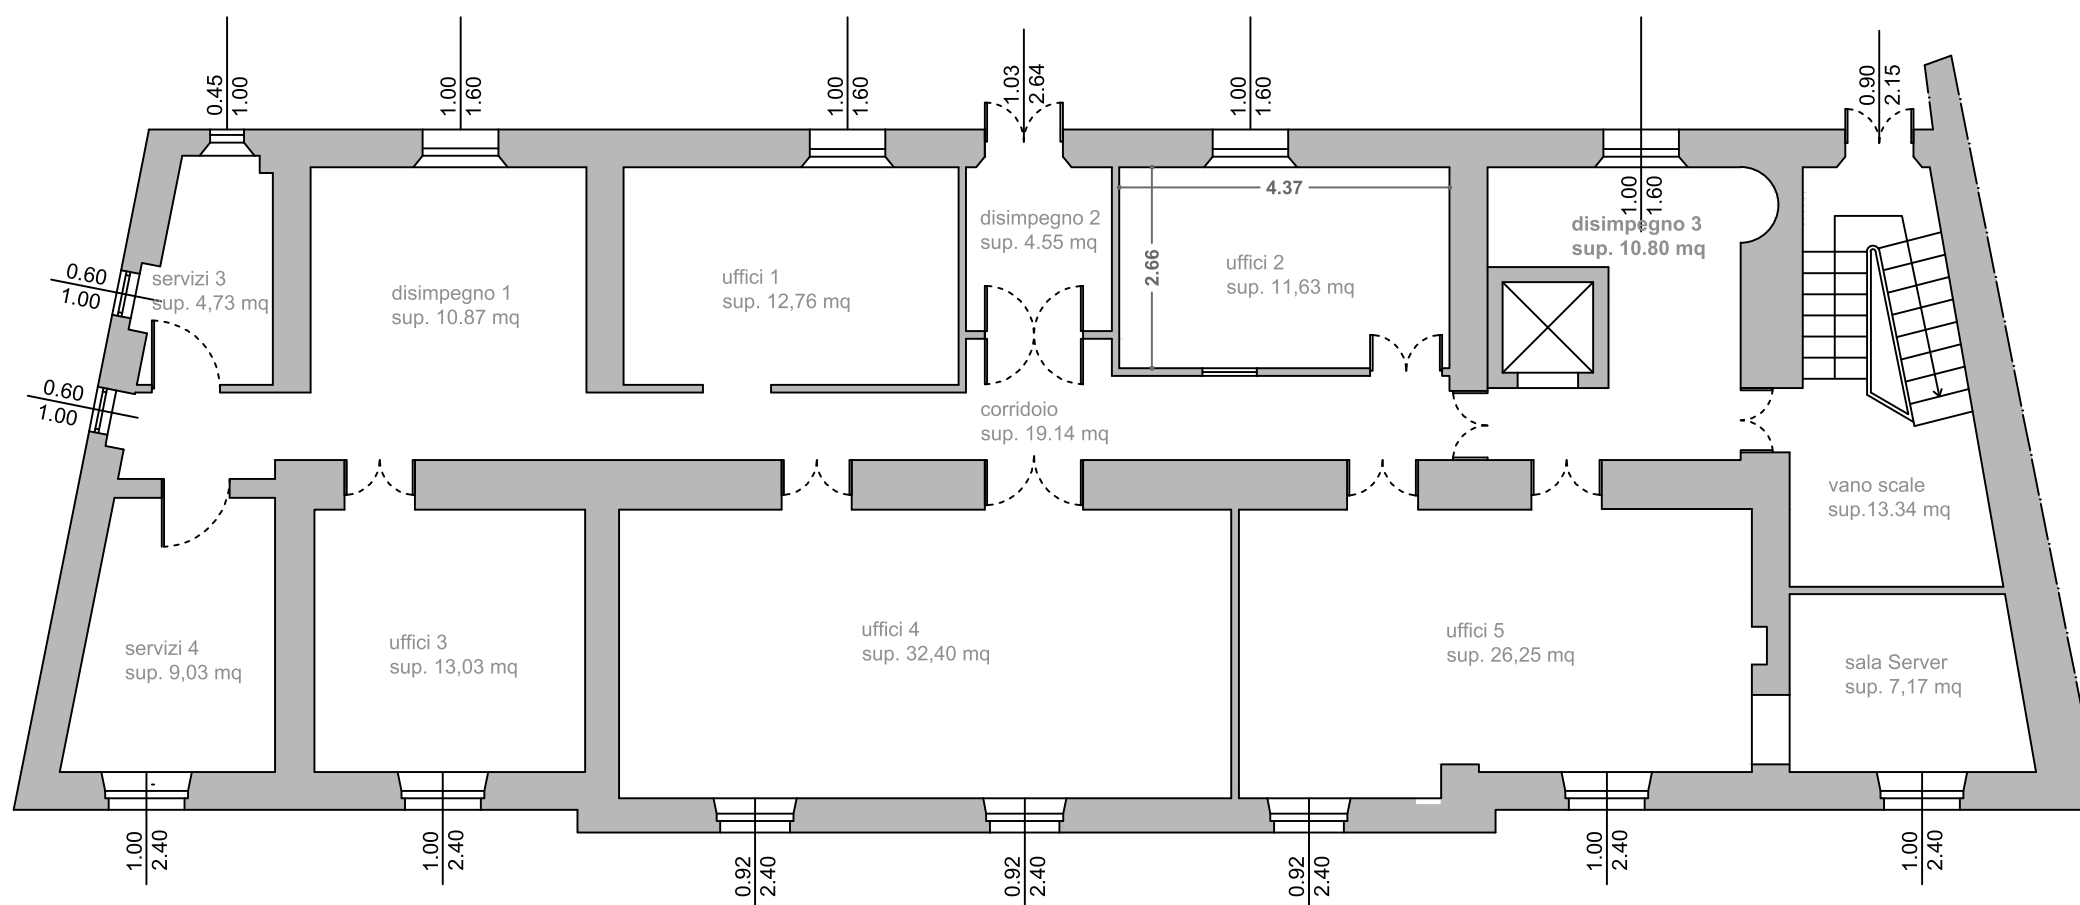 0.45
1.00
1.00
1.60
1.00
1.60
1.03
2.64
1.00
1.60
1.00
1.60
0.90
2.15
4.37
2.66
disimpegno 2
sup. 4.55 mq
disimpegno 3
sup. 10.80 mq
uffici 2
sup. 11,63 mq
0.60
1.00
servizi 3
sup. 4,73 mq
disimpegno 1
sup. 10.87 mq
uffici 1
sup. 12,76 mq
0.60
1.00
corridoio
sup. 19.14 mq
vano scale
sup.13.34 mq
servizi 4
sup. 9,03 mq
uffici 3
sup. 13,03 mq
uffici 4
sup. 32,40 mq
uffici 5
sup. 26,25 mq
sala Server
sup. 7,17 mq
1.00
2.40
1.00
2.40
0.92
2.40
0.92
2.40
0.92
2.40
1.00
2.40
1.00
2.40